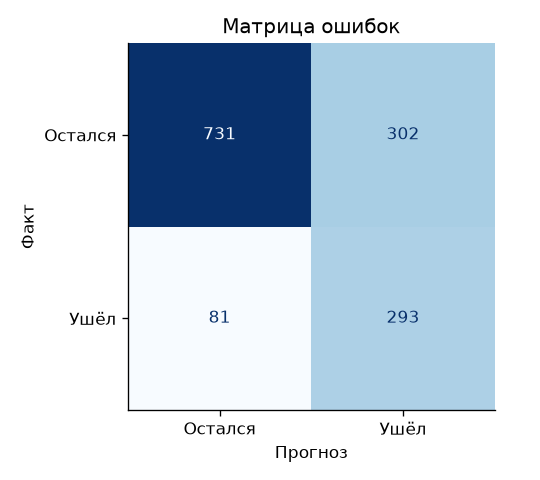 Матрица ошибок
Остался
731
302
Факт
Ушёл
81
293
Остался
Ушёл
Прогноз